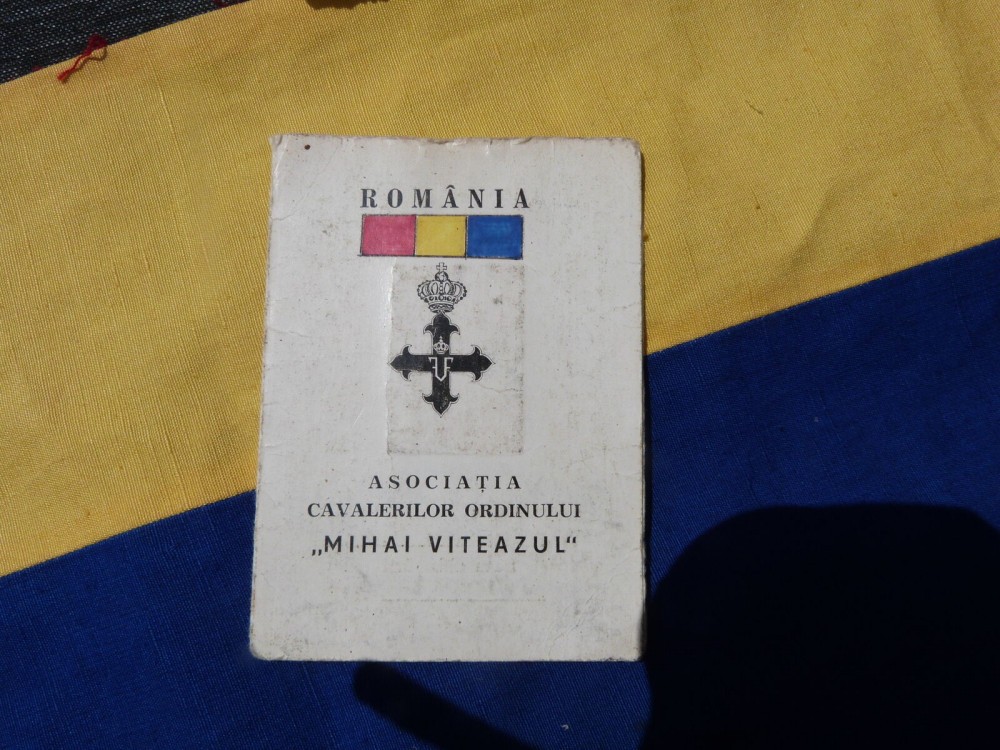 ROMÂNIA
ASOCIAȚIA
CAVALERILOR ORDINULUI
„MIHAI VITEAZUL"